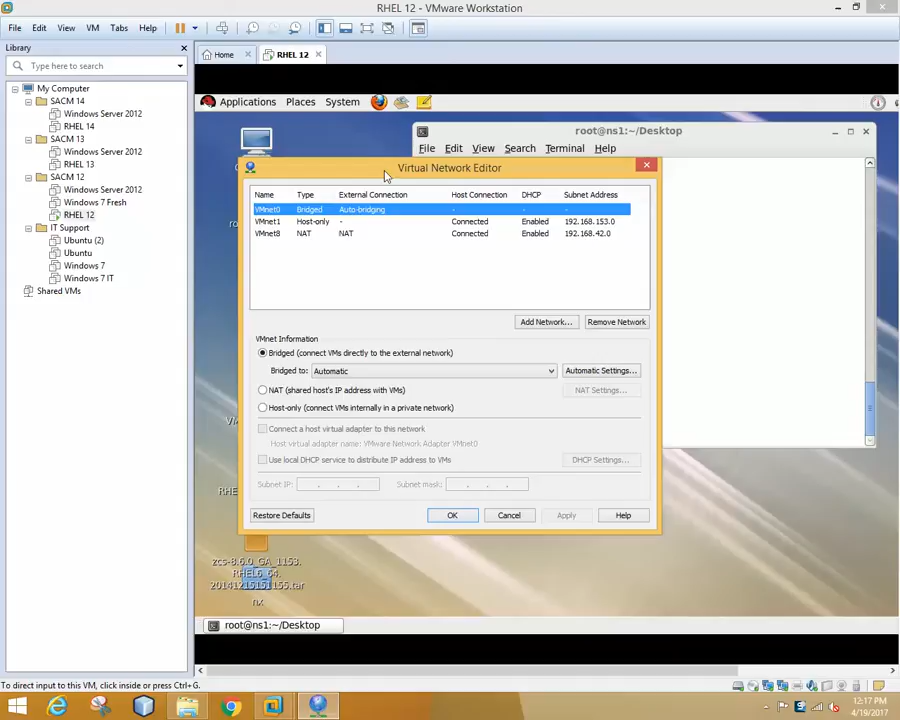 RHEL 12 - VMware Workstation
File Edit View VM Tabs Help
Library
Home
RHEL 12
Type here to search
My Computer
SACM 14
Windows Server 2012
RHEL 14
SACM 13
Windows Server 2012
RHEL 13
SACM 12
Windows Server 2012
Windows 7 Fresh
RHEL 12
IT Support
Ubuntu (2)
Ubuntu
Windows 7
Windows 7 IT
Shared VMs
Applications Places System
root@ns1:~/Desktop
File Edit View Search Terminal Help
Virtual Network Editor
Name Type External Connection Host Connection DHCP Subnet Address
VMnet0 Bridged Auto-bridging - - -
VMnet1 Host-only - Connected Enabled 192.168.153.0
VMnet8 NAT NAT Connected Enabled 192.168.42.0
Add Network... Remove Network
VMnet Information
Bridged (connect VMs directly to the external network)
Bridged to: Automatic Automatic Settings...
NAT (shared host's IP address with VMs) NAT Settings...
Host-only (connect VMs internally in a private network)
Connect a host virtual adapter to this network
Host virtual adapter name: VMware Network Adapter VMnet0
Use local DHCP service to distribute IP address to VMs DHCP Settings...
Subnet IP: . . . Subnet mask: . . .
Restore Defaults OK Cancel Apply Help
zcs-8.6.0_GA_1153.
RHEL6_64.
20141215151155.tar
nx
root@ns1:~/Desktop
To direct input to this VM, click inside or press Ctrl+G.
12:17 PM
4/19/2017